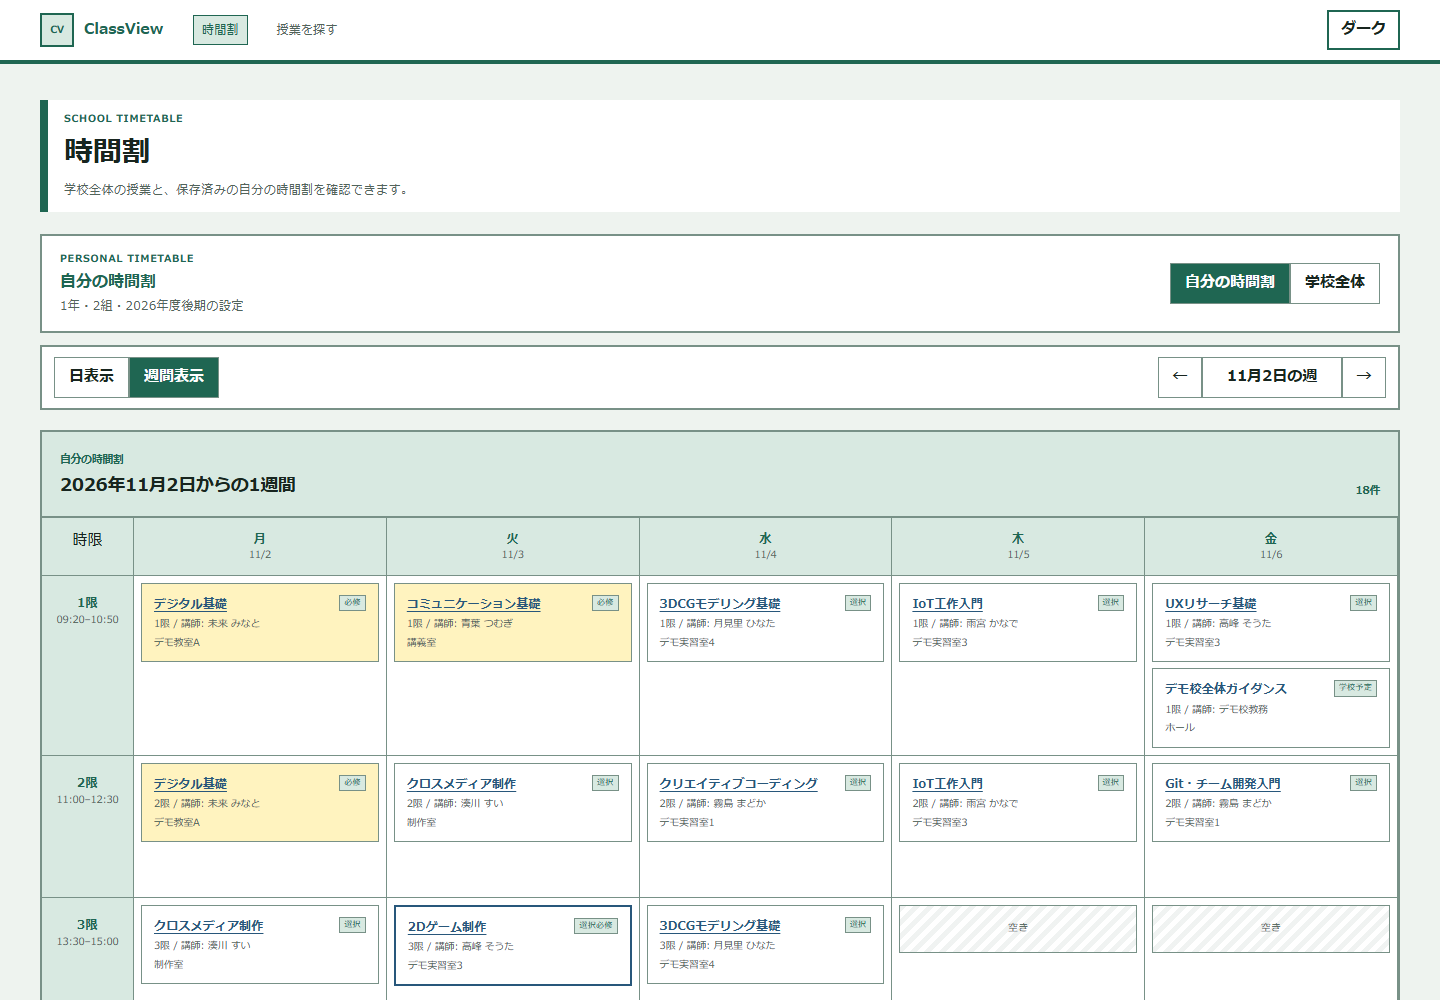 CV
ClassView
時間割
授業を探す
ダーク
SCHOOL TIMETABLE
時間割
学校全体の授業と、保存済みの自分の時間割を確認できます。
PERSONAL TIMETABLE
自分の時間割
1年・2組・2026年度後期の設定
自分の時間割
学校全体
日表示
週間表示
←
11月2日の週
→
自分の時間割
2026年11月2日からの1週間
18件
時限
月
11/2
火
11/3
水
11/4
木
11/5
金
11/6
1限
09:20–10:50
デジタル基礎
必修
1限 / 講師: 未来 みなと
デモ教室A
コミュニケーション基礎
必修
1限 / 講師: 青葉 つむぎ
講義室
3DCGモデリング基礎
選択
1限 / 講師: 月見里 ひなた
デモ実習室4
IoT工作入門
選択
1限 / 講師: 雨宮 かなで
デモ実習室3
UXリサーチ基礎
選択
1限 / 講師: 高峰 そうた
デモ実習室3
デモ校全体ガイダンス
学校予定
1限 / 講師: デモ校教務
ホール
2限
11:00–12:30
デジタル基礎
必修
2限 / 講師: 未来 みなと
デモ教室A
クロスメディア制作
選択
2限 / 講師: 湊川 すい
制作室
クリエイティブコーディング
選択
2限 / 講師: 霧島 まどか
デモ実習室1
IoT工作入門
選択
2限 / 講師: 雨宮 かなで
デモ実習室3
Git・チーム開発入門
選択
2限 / 講師: 霧島 まどか
デモ実習室1
3限
13:30–15:00
クロスメディア制作
選択
3限 / 講師: 湊川 すい
制作室
2Dゲーム制作
選択必修
3限 / 講師: 高峰 そうた
デモ実習室3
3DCGモデリング基礎
選択
3限 / 講師: 月見里 ひなた
デモ実習室4
空き
空き